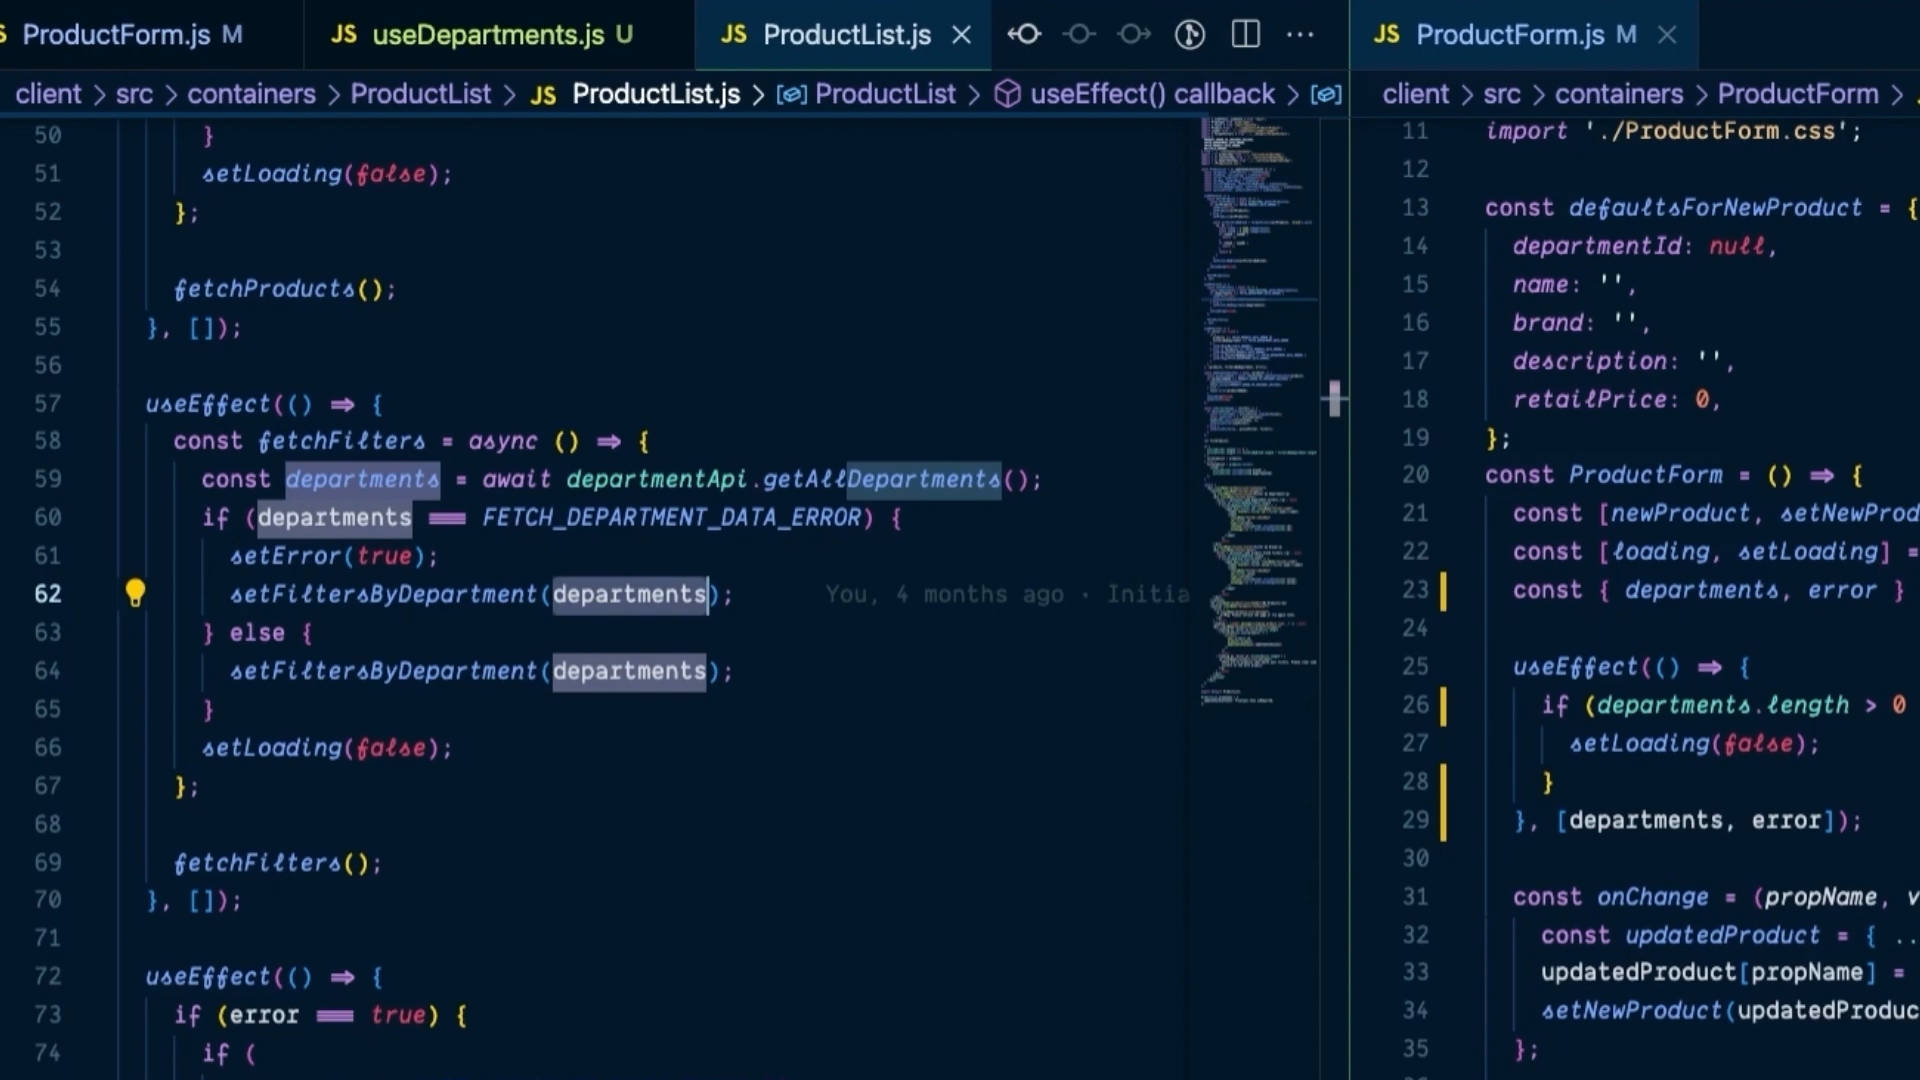 ProductForm.js M
JS useDepartments.js U
JS ProductList.js
JS ProductForm.js M
client > src > containers > ProductList > JS ProductList.js > ProductList > useEffect() callback >
50 }
51 setLoading(false);
52 };
53
54 fetchProducts();
55 }, []);
56
57 useEffect(() => {
58 const fetchFilters = async () => {
59 const departments = await departmentApi.getAllDepartments();
60 if (departments === FETCH_DEPARTMENT_DATA_ERROR) {
61 setError(true);
62 setFiltersByDepartment(departments); You, 4 months ago • Initia
63 } else {
64 setFiltersByDepartment(departments);
65 }
66 setLoading(false);
67 };
68
69 fetchFilters();
70 }, []);
71
72 useEffect(() => {
73 if (error === true) {
74 if (
client > src > containers > ProductForm >
11 import './ProductForm.css';
12
13 const defaultsForNewProduct = {
14 departmentId: null,
15 name: '',
16 brand: '',
17 description: '',
18 retailPrice: 0,
19 };
20 const ProductForm = () => {
21 const [newProduct, setNewProd
22 const [loading, setLoading] =
23 const { departments, error }
24
25 useEffect(() => {
26 if (departments.length > 0
27 setLoading(false);
28 }
29 }, [departments, error]);
30
31 const onChange = (propName, v
32 const updatedProduct = { ..
33 updatedProduct[propName] =
34 setNewProduct(updatedProduc
35 };